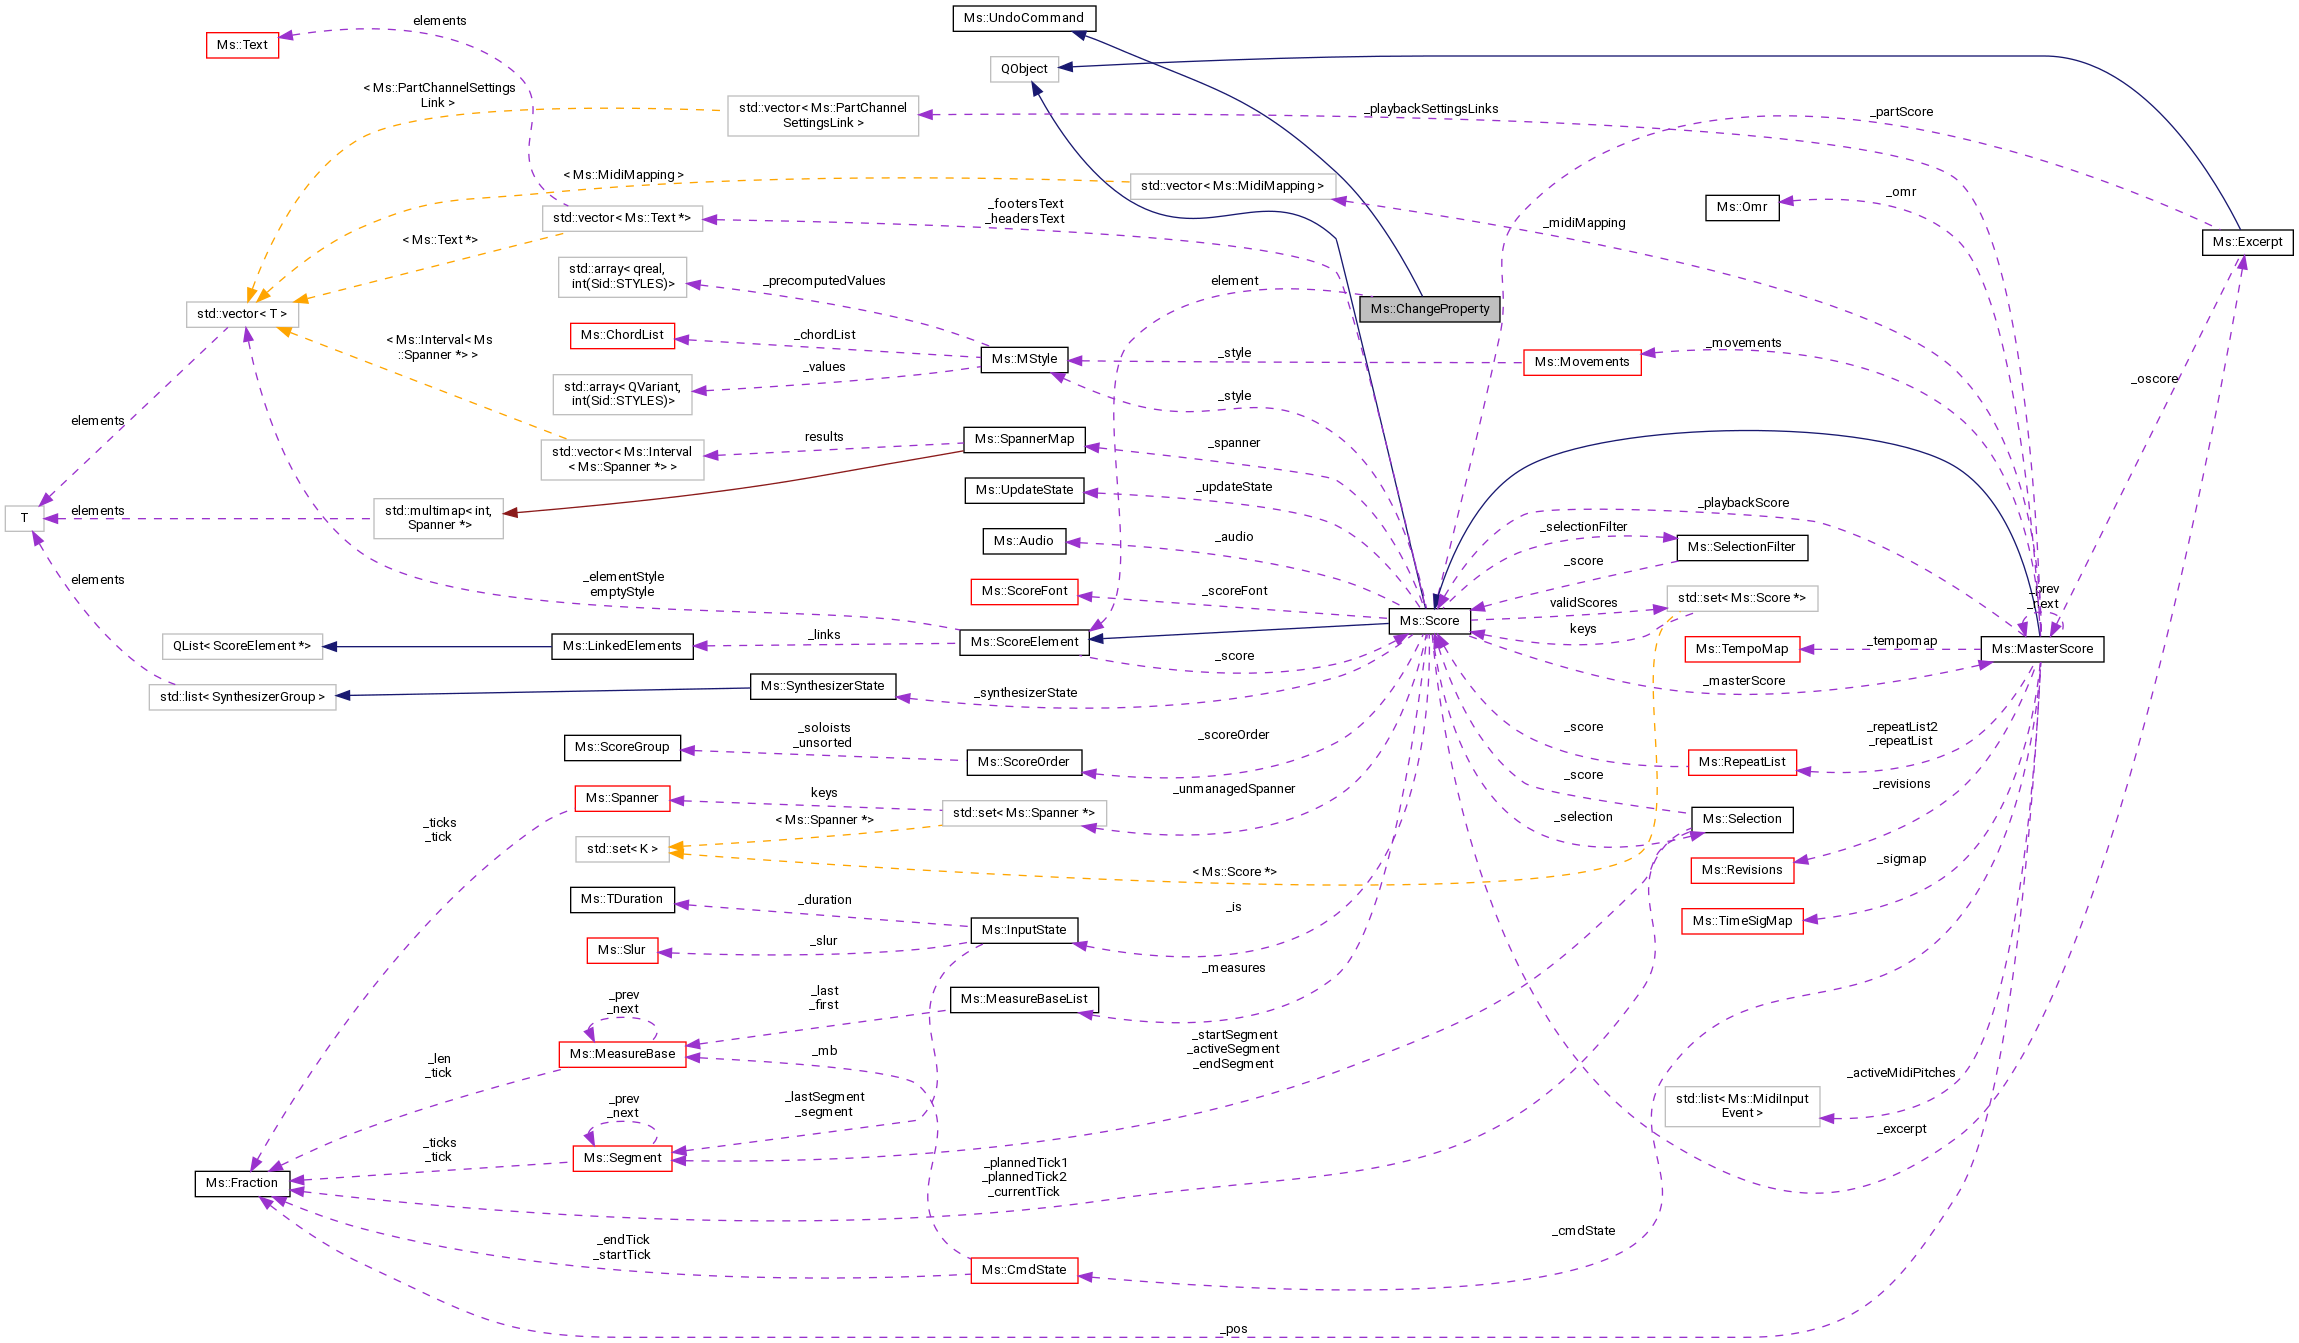 Ms::UndoCommand
elements
Ms::Text
QObject
< Ms::PartChannelSettings
Link >
std::vector< Ms::PartChannel
SettingsLink >
_playbackSettingsLinks
_partScore
< Ms::MidiMapping >
std::vector< Ms::MidiMapping >
_omr
Ms::Omr
_footersText
_headersText
std::vector< Ms::Text *>
_midiMapping
Ms::Excerpt
< Ms::Text *>
std::array< qreal,
int(Sid::STYLES)>
_precomputedValues
element
Ms::ChangeProperty
std::vector< T >
Ms::ChordList
_chordList
< Ms::Interval< Ms
::Spanner *> >
Ms::MStyle
_style
Ms::Movements
_movements
_values
std::array< QVariant,
int(Sid::STYLES)>
_style
_oscore
elements
std::vector< Ms::Interval
< Ms::Spanner *> >
results
Ms::SpannerMap
_spanner
Ms::UpdateState
_updateState
_playbackScore
T
elements
std::multimap< int,
Spanner *>
Ms::Audio
_audio
_selectionFilter
Ms::SelectionFilter
_score
elements
_elementStyle
emptyStyle
Ms::ScoreFont
_scoreFont
validScores
std::set< Ms::Score *>
_prev
_next
Ms::Score
keys
QList< ScoreElement *>
Ms::LinkedElements
_links
Ms::ScoreElement
_score
Ms::TempoMap
_tempomap
Ms::MasterScore
_masterScore
std::list< SynthesizerGroup >
Ms::SynthesizerState
_synthesizerState
Ms::ScoreGroup
_soloists
_unsorted
Ms::ScoreOrder
_scoreOrder
_score
Ms::RepeatList
_repeatList2
_repeatList
Ms::Spanner
keys
< Ms::Spanner *>
std::set< Ms::Spanner *>
_unmanagedSpanner
_score
_selection
Ms::Selection
_revisions
_ticks
_tick
std::set< K >
< Ms::Score *>
Ms::Revisions
_sigmap
Ms::TDuration
_duration
Ms::InputState
_is
Ms::TimeSigMap
Ms::Slur
_slur
_measures
_prev
_next
_last
_first
Ms::MeasureBaseList
Ms::MeasureBase
_mb
_startSegment
_activeSegment
_endSegment
_len
_tick
_activeMidiPitches
std::list< Ms::MidiInput
Event >
_prev
_next
_lastSegment
_segment
_excerpt
_ticks
_tick
Ms::Segment
_plannedTick1
_plannedTick2
_currentTick
Ms::Fraction
_endTick
_startTick
Ms::CmdState
_cmdState
_pos